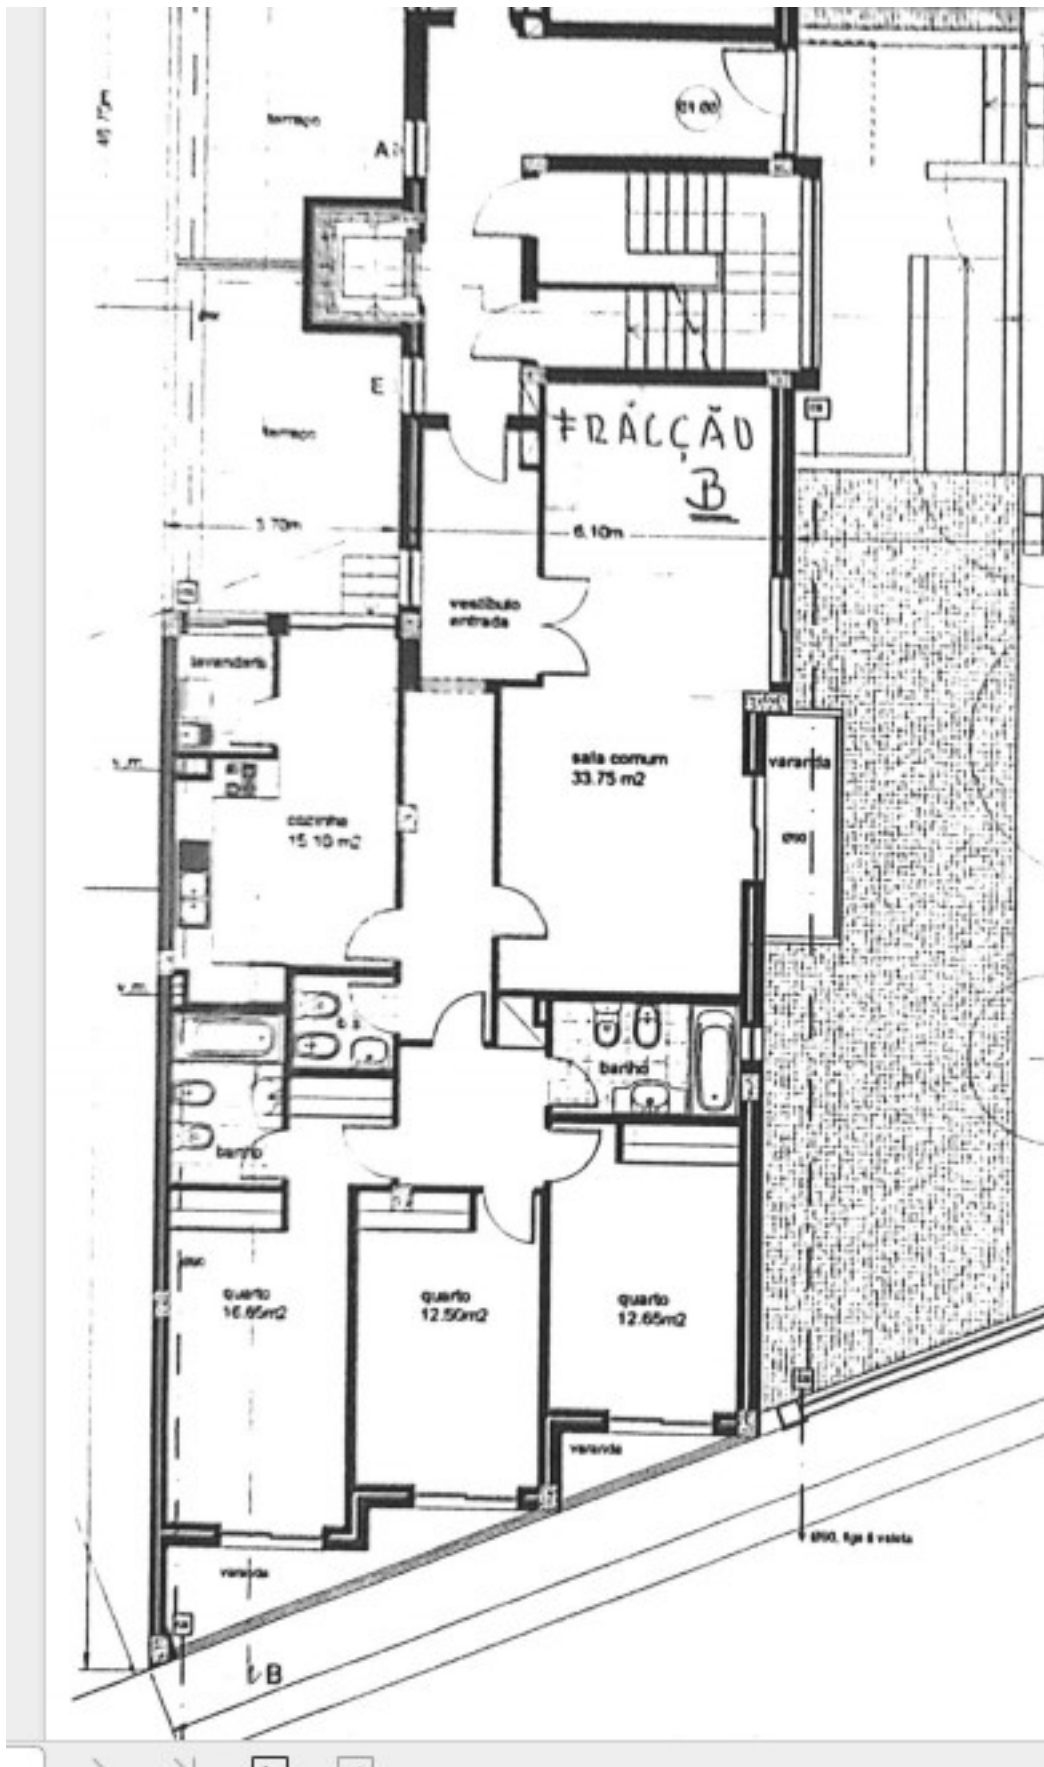 terraço
A
01.00
E
terraço
FRACÇÃO
B
3.70m
6.10m
vestíbulo
entrada
lavandaria
sala comum
33.75 m2
varanda
cozinha
15.10 m2
banho
banho
quarto
16.65m2
quarto
12.50m2
quarto
12.65m2
varanda
varanda
B